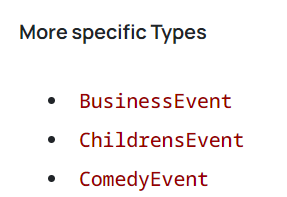 More specific Types
BusinessEvent
ChildrensEvent
ComedyEvent